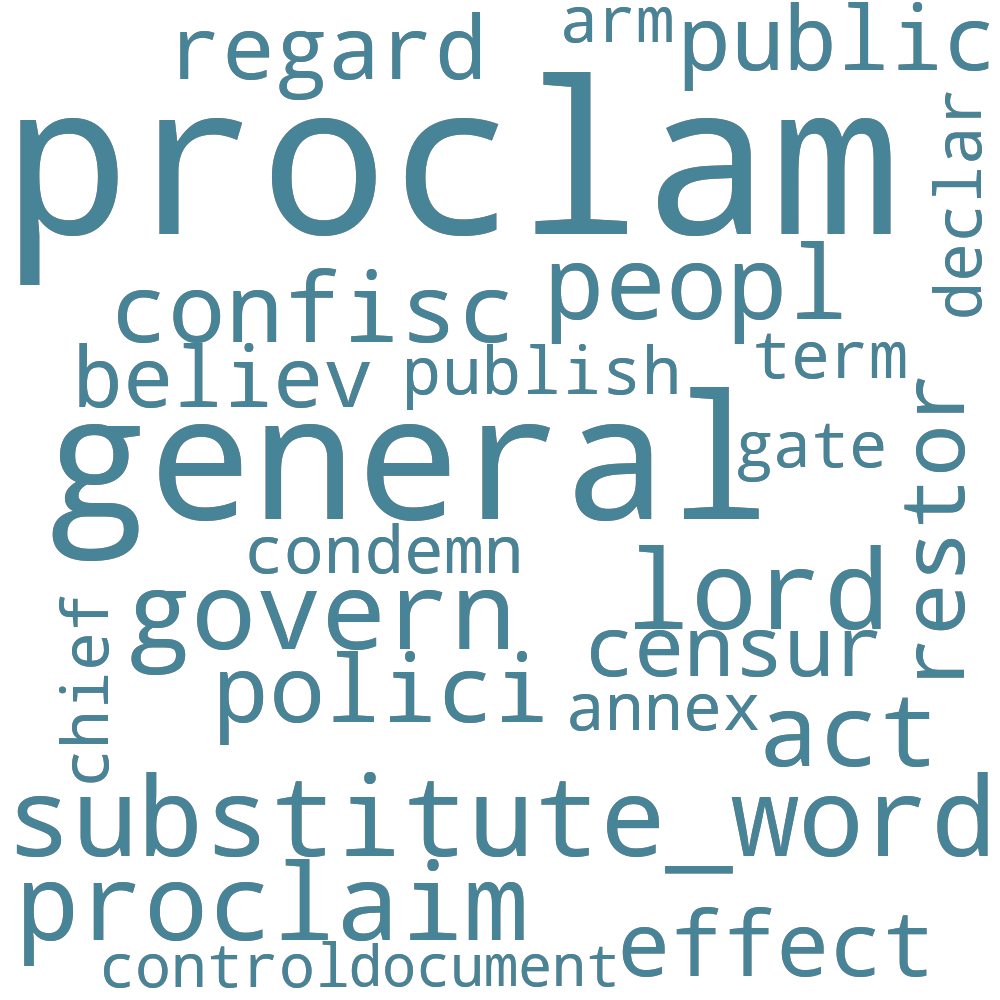 arm
regard
public
proclam
declar
peopl
confisc
term
believ
publish
general
gate
restor
condemn
lord
govern
censur
chief
polici
annex
act
substitute_word
proclaim
effect
control
document